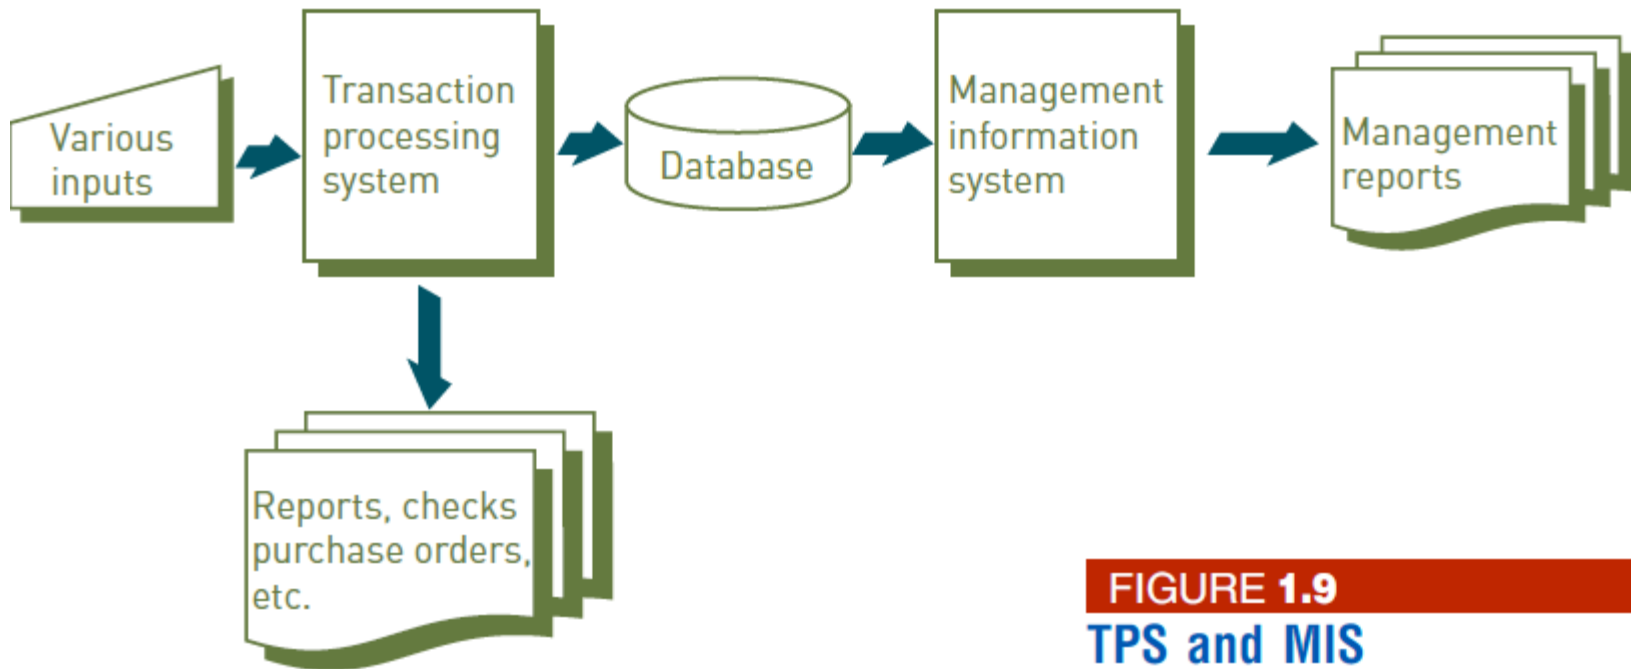 Various
inputs
Transaction
processing
system
Database
Management
information
system
Management
reports
Reports, checks
purchase orders,
etc.
FIGURE 1.9
TPS and MIS